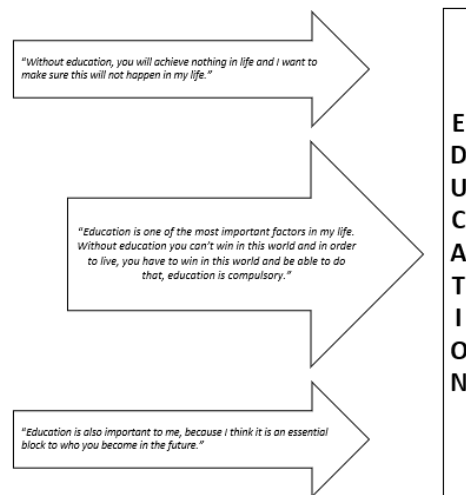 "Without education, you will achieve nothing in life and I want to
make sure this will not happen in my life."
"Education is one of the most important factors in my life.
Without education you can't win in this world and in order
to live, you have to win in this world and be able to do
that, education is compulsory."
"Education is also important to me, because I think it is an essential
block to who you become in the future."
E
D
U
C
A
T
I
O
N